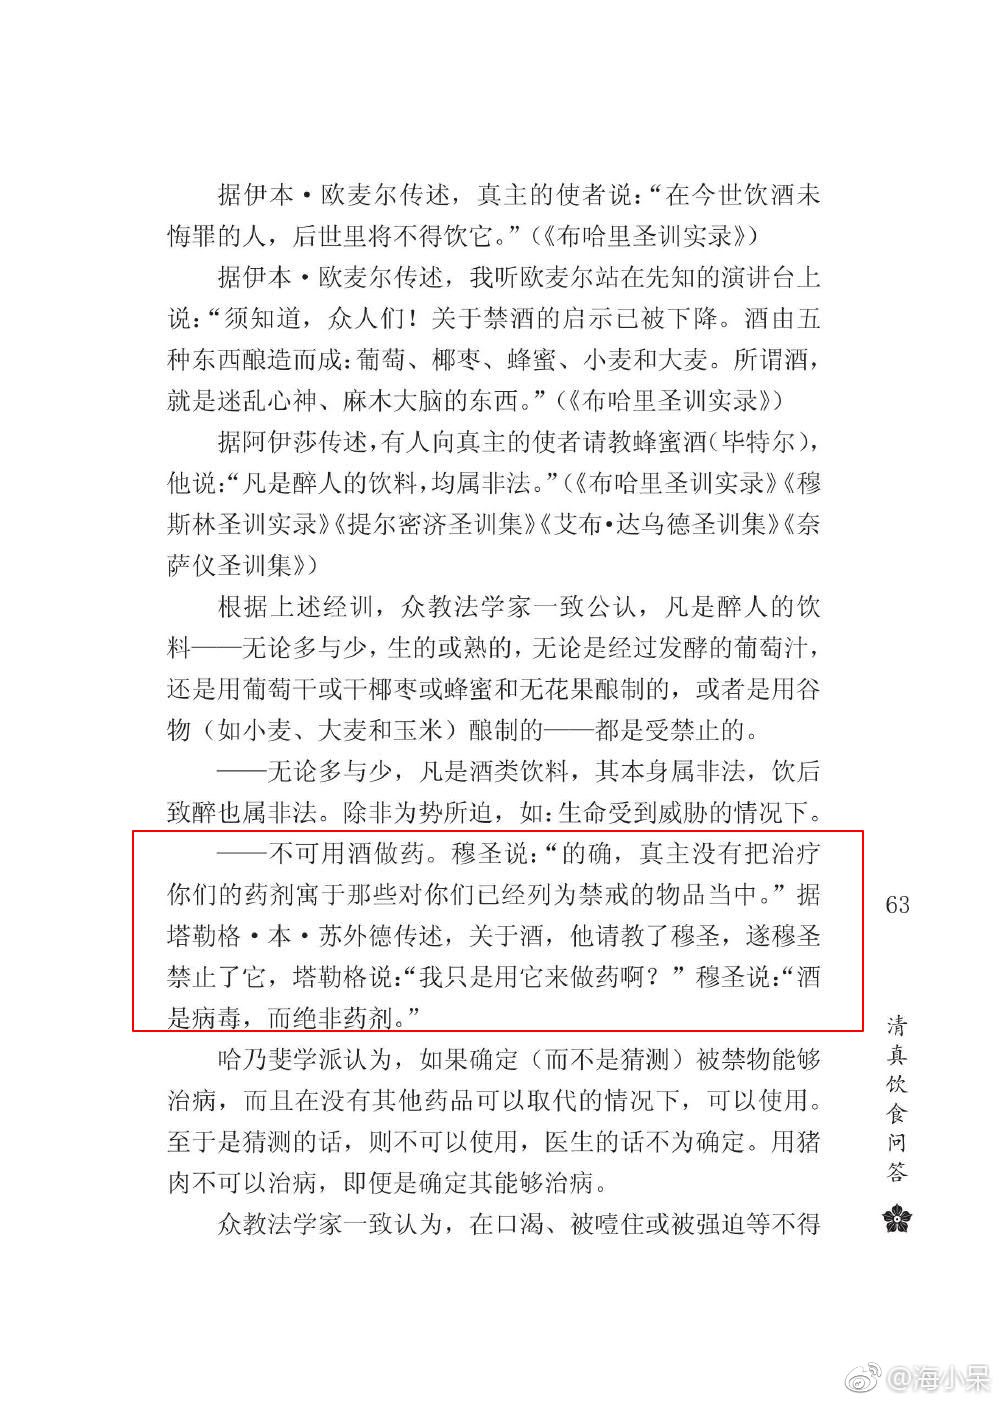 据伊本·欧麦尔传述，真主的使者说：“在今世饮酒未
悔罪的人，后世里将不得饮它。”（《布哈里圣训实录》）
据伊本·欧麦尔传述，我听欧麦尔站在先知的演讲台上
说：“须知道，众人们！关于禁酒的启示已被下降。酒由五
种东西酿造而成：葡萄、椰枣、蜂蜜、小麦和大麦。所谓酒，
就是迷乱心神、麻木大脑的东西。”（《布哈里圣训实录》）
据阿伊莎传述，有人向真主的使者请教蜂蜜酒（毕特尔），
他说：“凡是醉人的饮料，均属非法。”（《布哈里圣训实录》《穆
斯林圣训实录》《提尔密济圣训集》《艾布·达乌德圣训集》《奈
萨仪圣训集》）
根据上述经训，众教法学家一致公认，凡是醉人的饮
料——无论多与少，生的或熟的，无论是经过发酵的葡萄汁，
还是用葡萄干或干椰枣或蜂蜜和无花果酿制的，或者是用谷
物（如小麦、大麦和玉米）酿制的——都是受禁止的。
——无论多与少，凡是酒类饮料，其本身属非法，饮后
致醉也属非法。除非为势所迫，如：生命受到威胁的情况下。
——不可用酒做药。穆圣说：“的确，真主没有把治疗
你们的药剂寓于那些对你们已经列为禁戒的物品当中。”据
塔勒格·本·苏外德传述，关于酒，他请教了穆圣，遂穆圣
禁止了它，塔勒格说：“我只是用它来做药啊？”穆圣说：“酒
是病毒，而绝非药剂。”
哈乃斐学派认为，如果确定（而不是猜测）被禁物能够
治病，而且在没有其他药品可以取代的情况下，可以使用。
至于是猜测的话，则不可以使用，医生的话不为确定。用猪
肉不可以治病，即便是确定其能够治病。
众教法学家一致认为，在口渴、被噎住或被强迫等不得
63
清真饮食问答
@海小呆